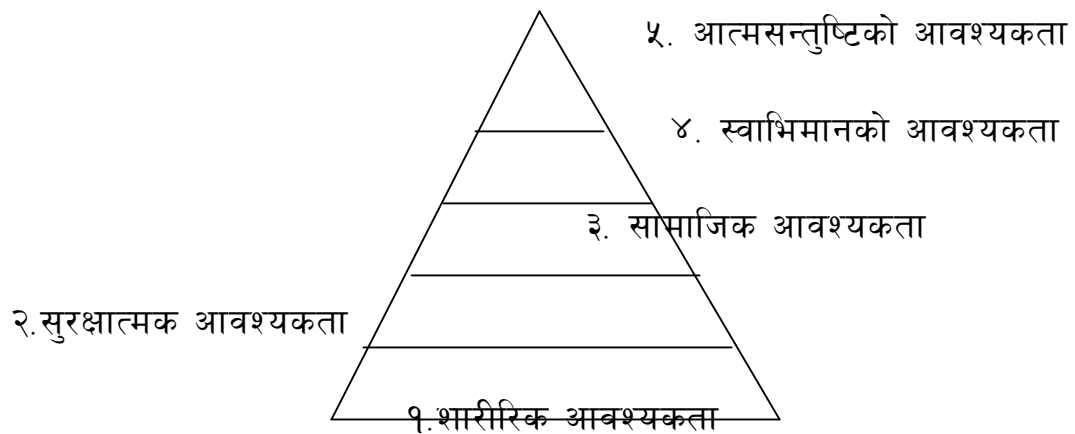 ५. आत्मसन्तुष्टिको आवश्यकता
४. स्वाभिमानको आवश्यकता
३. सामाजिक आवश्यकता
२.सुरक्षात्मक आवश्यकता
१.शारीरिक आवश्यकता